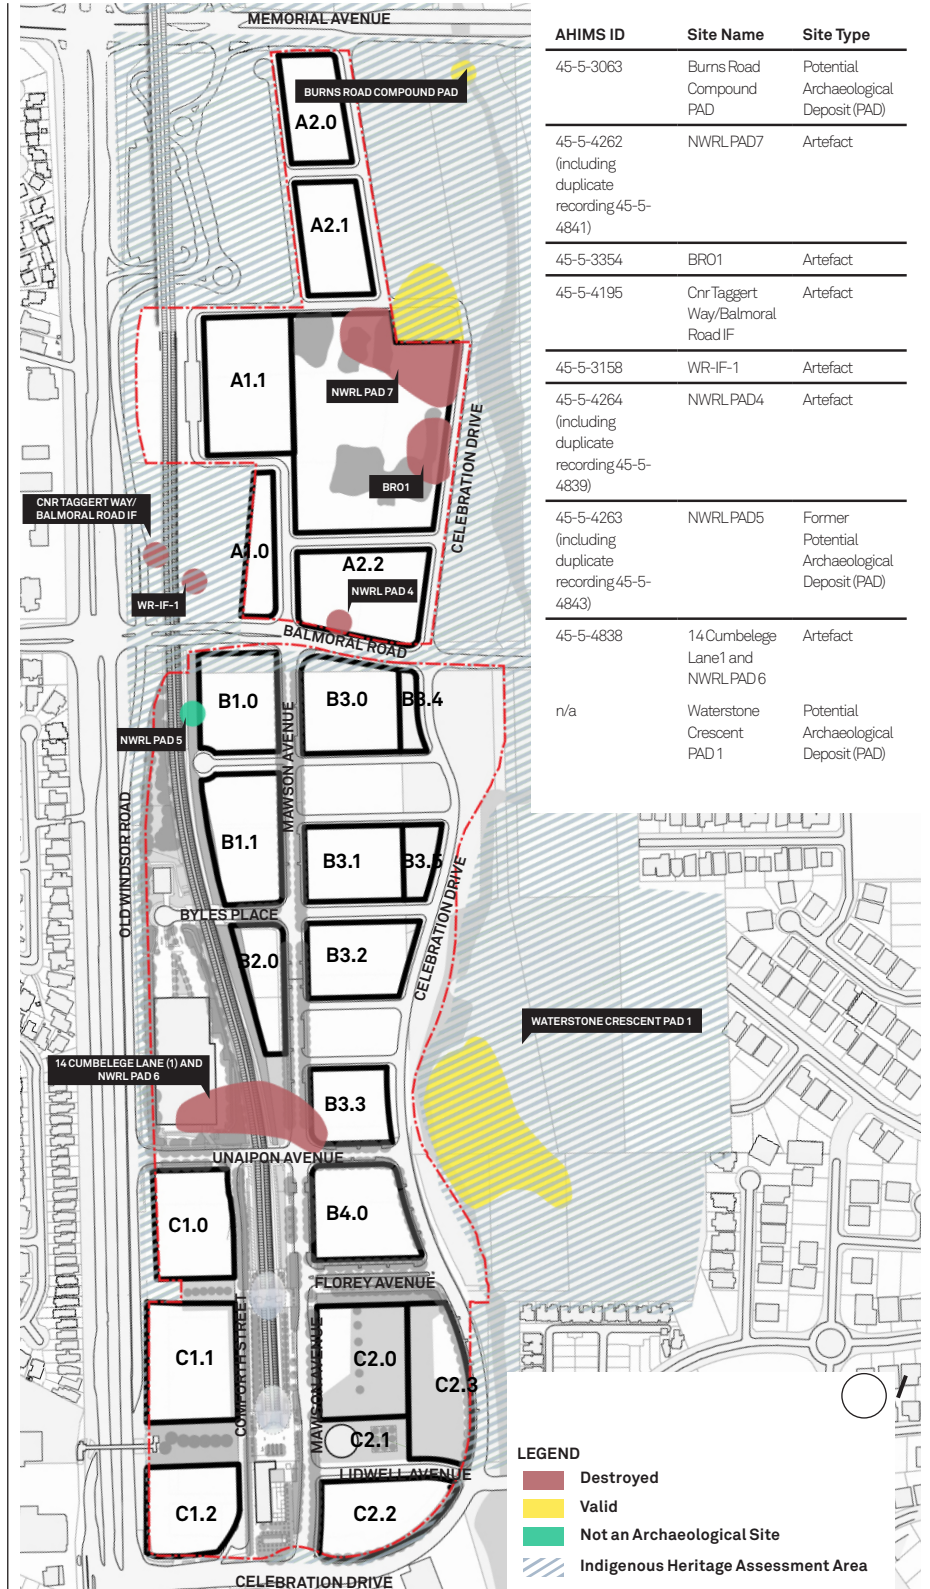 MEMORIAL AVENUE
BURNS ROAD COMPOUND PAD
A2.0
A2.1
A1.1
NWRL PAD 7
BRO1
CELEBRATION DRIVE
CNR TAGGERT WAY/
BALMORAL ROAD IF
A1.0
A2.2
WR-IF-1
NWRL PAD 4
BALMORAL ROAD
B1.0
B3.0
B3.4
NWRL PAD 5
MAWSON AVENUE
OLD WINDSOR ROAD
B1.1
B3.1
B3.5
BYLES PLACE
CELEBRATION DRIVE
B2.0
B3.2
WATERSTONE CRESCENT PAD 1
14 CUMBELEGE LANE (1) AND
NWRL PAD 6
B3.3
UNAIPON AVENUE
C1.0
B4.0
FLOREY AVENUE
C1.1
COMFORTH STREET
MAWSON AVENUE
C2.0
C2.3
C2.1
LIDWELL AVENUE
C1.2
C2.2
CELEBRATION DRIVE
AHIMS ID Site Name Site Type
45-5-3063 Burns Road Potential
Compound Archaeological
PAD Deposit (PAD)
45-5-4262 NWRL PAD7 Artefact
(including
duplicate
recording 45-5-
4841)
45-5-3354 BRO1 Artefact
45-5-4195 Cnr Taggert Artefact
Way/Balmoral
Road IF
45-5-3158 WR-IF-1 Artefact
45-5-4264 NWRL PAD4 Artefact
(including
duplicate
recording 45-5-
4839)
45-5-4263 NWRL PAD5 Former
(including Potential
duplicate Archaeological
recording 45-5- Deposit (PAD)
4843)
45-5-4838 14 Cumbelege Artefact
Lane1 and
NWRL PAD 6
n/a Waterstone Potential
Crescent Archaeological
PAD 1 Deposit (PAD)
LEGEND
Destroyed
Valid
Not an Archaeological Site
Indigenous Heritage Assessment Area